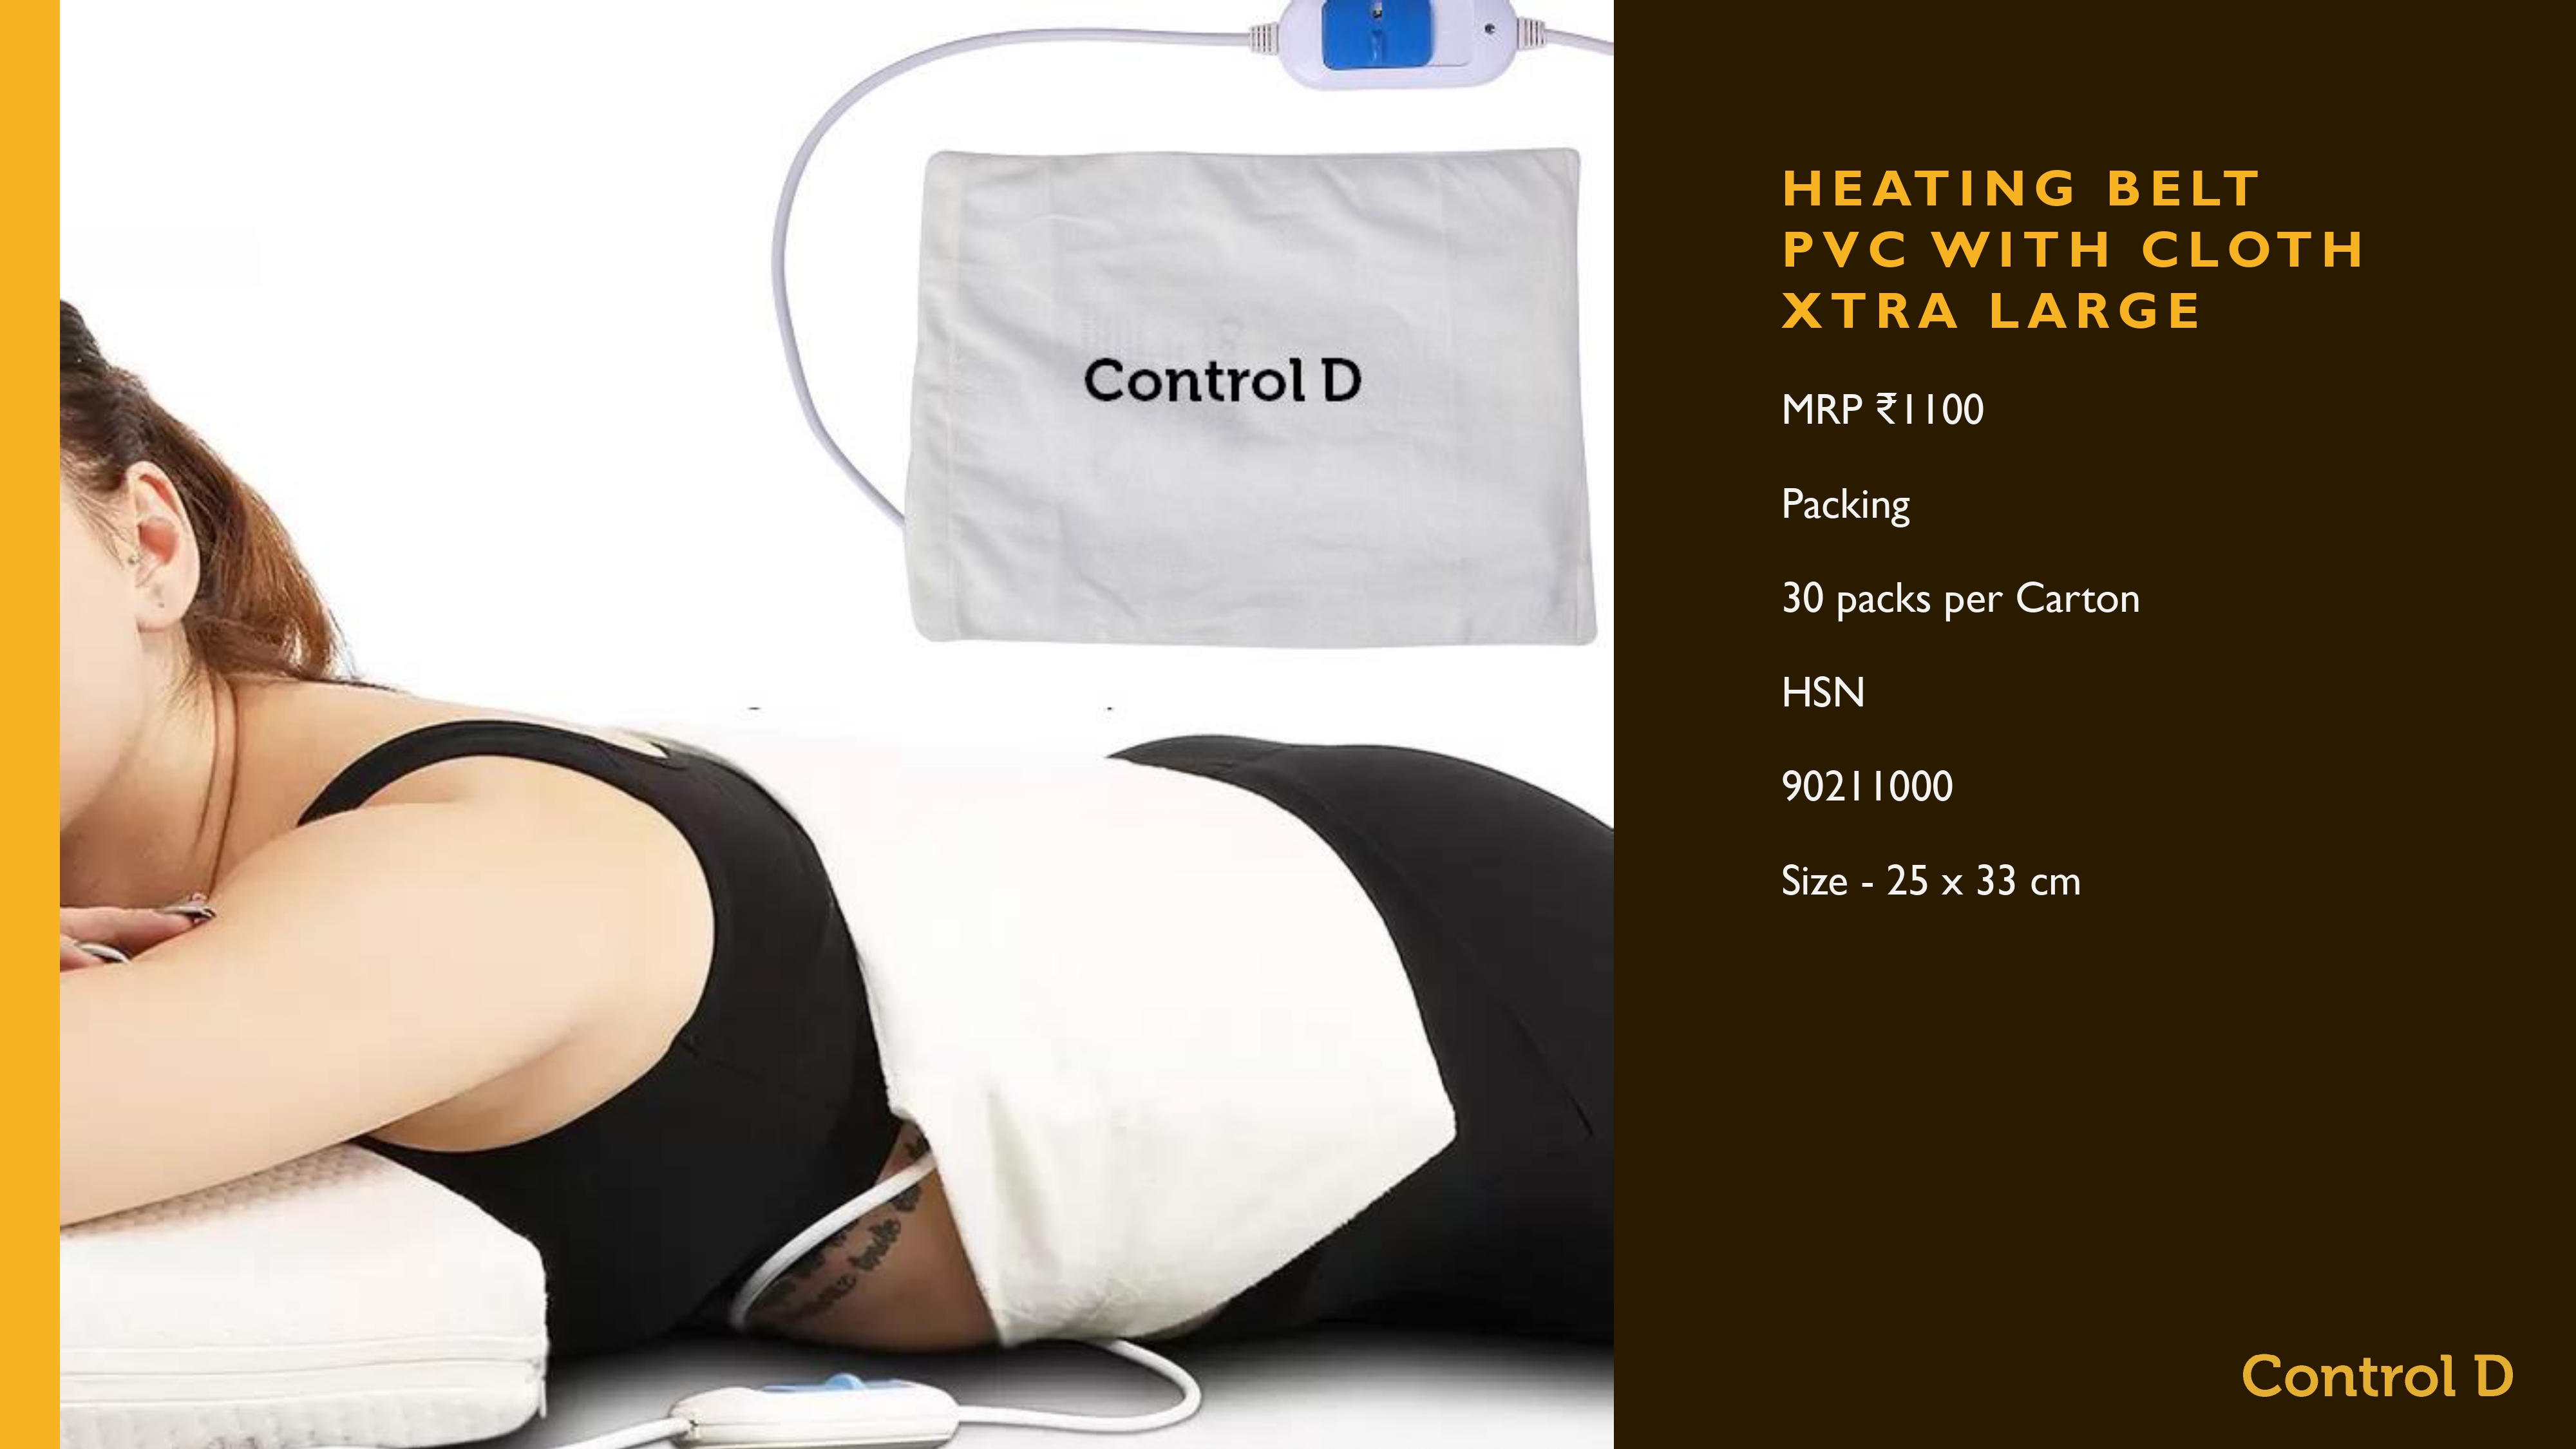 Control D
HEATING BELT
PVC WITH CLOTH
XTRA LARGE
MRP ₹1100
Packing
30 packs per Carton
HSN
90211000
Size - 25 x 33 cm
Control D